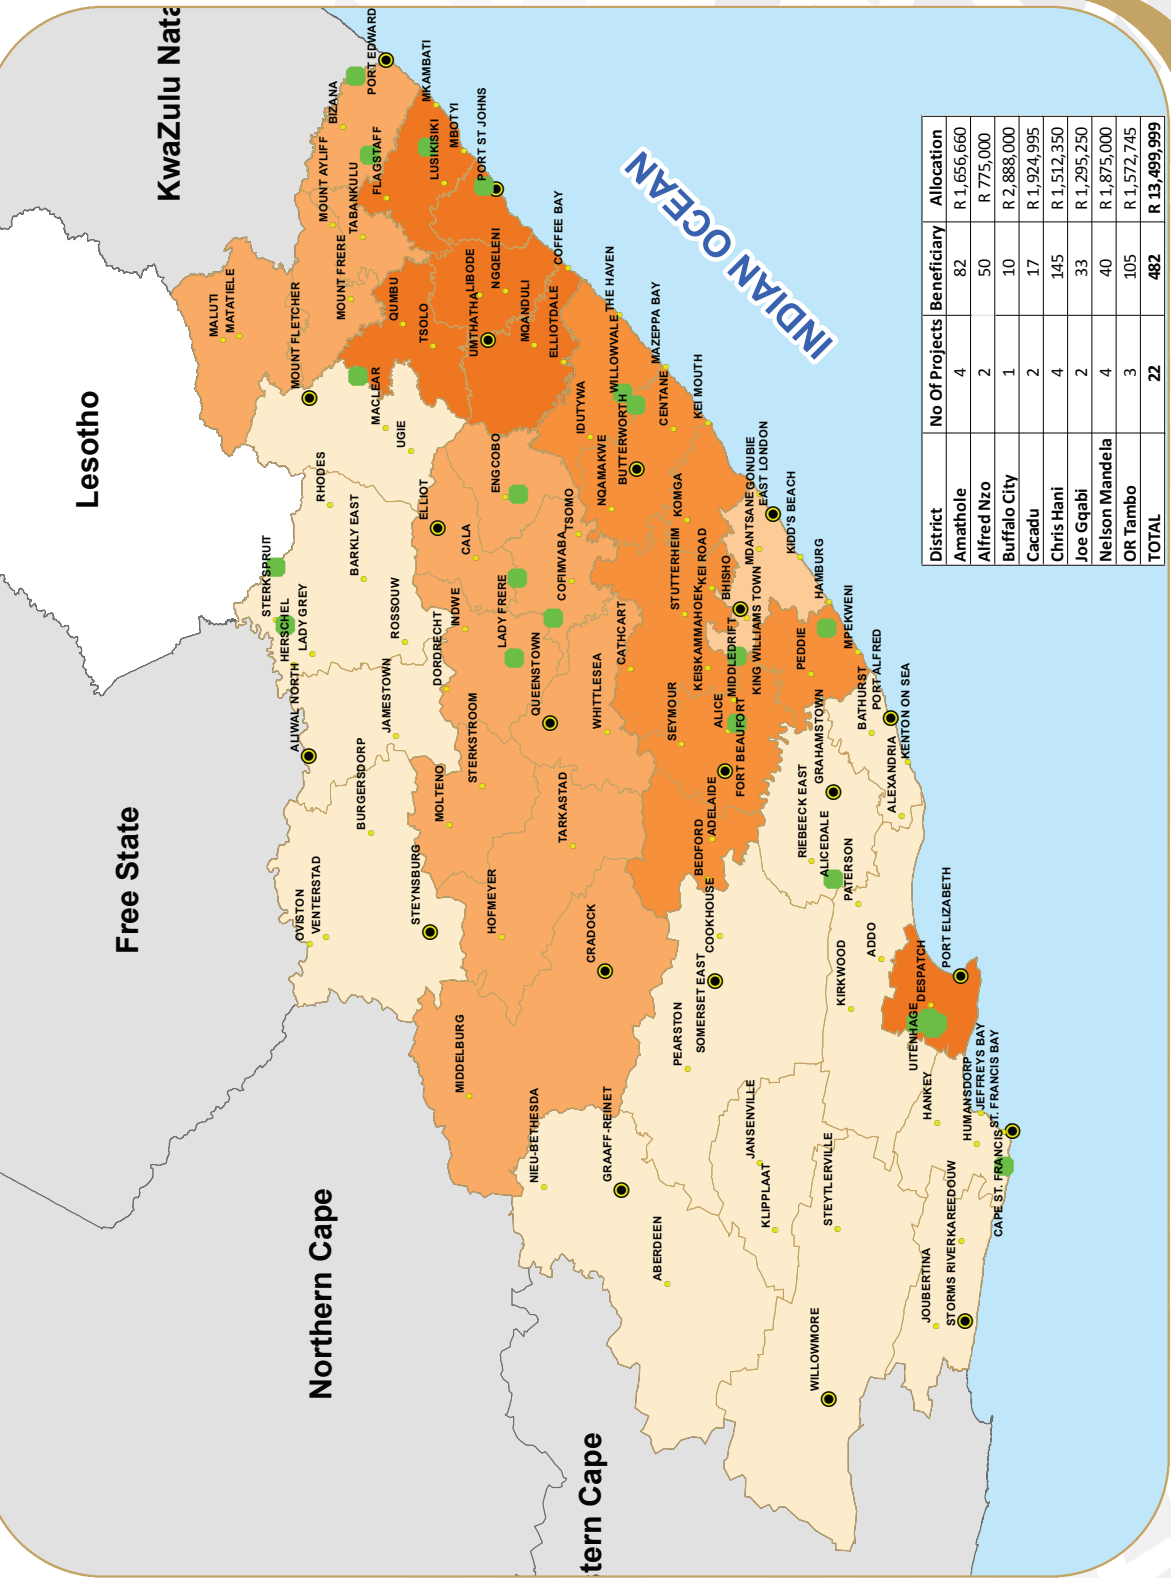 KwaZulu Nata
Lesotho
Free State
Northern Cape
tern Cape
INDIAN OCEAN
PORT EDWARD
BIZANA
MKAMBATI
MOUNT AYLIFF
FLAGSTAFF
TABANKULU
LUSIKISIKI
MBOTYI
PORT ST JOHNS
MALUTI
MATATIELE
MOUNT FRERE
MOUNT FLETCHER
QUMBU
TSOLO
LIBODE
NGQELENI
UMTHATHA
MQANDULI
COFFEE BAY
ELLIOTDALE
THE HAVEN
MACLEAR
UGIE
WILLOWVALE
MAZEPPA BAY
IDUTYWA
BUTTERWORTH
CENTANE
KEI MOUTH
NQAMAKWE
RHODES
ELLIOT
ENGCOBO
CALA
TSOMO
COFIMVABA
KOMGA
GONUBIE
EAST LONDON
MDANTSANE
KIDD'S BEACH
STERKSPRUIT
HERSCHEL
LADY GREY
BARKLY EAST
ROSSOUW
INDWE
DORDRECHT
LADY FRERE
QUEENSTOWN
CATHCART
STUTTERHEIM
KEI ROAD
KEISKAMMAHOEK
BHISHO
KING WILLIAMS TOWN
MIDDLEDRIFT
HAMBURG
PEDDIE
MPEKWENI
ALIWAL NORTH
JAMESTOWN
BURGERSDORP
STERKSTROOM
MOLTENO
WHITTLESEA
SEYMOUR
ALICE
FORT BEAUFORT
ADELAIDE
BEDFORD
GRAHAMSTOWN
BATHURST
PORT ALFRED
KENTON ON SEA
ALEXANDRIA
RIEBEECK EAST
ALICEDALE
PATERSON
OVISTON
VENTERSTAD
STEYNSBURG
HOFMEYER
TARKASTAD
CRADOCK
COOKHOUSE
SOMERSET EAST
PEARSTON
KIRKWOOD
ADDO
PORT ELIZABETH
DESPATCH
UITENHAGE
MIDDELBURG
NIEU-BETHESDA
GRAAFF-REINET
ABERDEEN
JANSENVILLE
KLIPPLAAT
STEYTLERVILLE
WILLOWMORE
HANKEY
HUMANSDORP
JEFFREYS BAY
ST. FRANCIS BAY
CAPE ST. FRANCIS
KAREEDOUW
STORMS RIVER
JOUBERTINA
District No Of Projects Beneficiary Allocation
Amathole 4 82 R 1,656,660
Alfred Nzo 2 50 R 775,000
Buffalo City 1 10 R 2,888,000
Cacadu 2 17 R 1,924,995
Chris Hani 4 145 R 1,512,350
Joe Gqabi 2 33 R 1,295,250
Nelson Mandela 4 40 R 1,875,000
OR Tambo 3 105 R 1,572,745
TOTAL 22 482 R 13,499,999